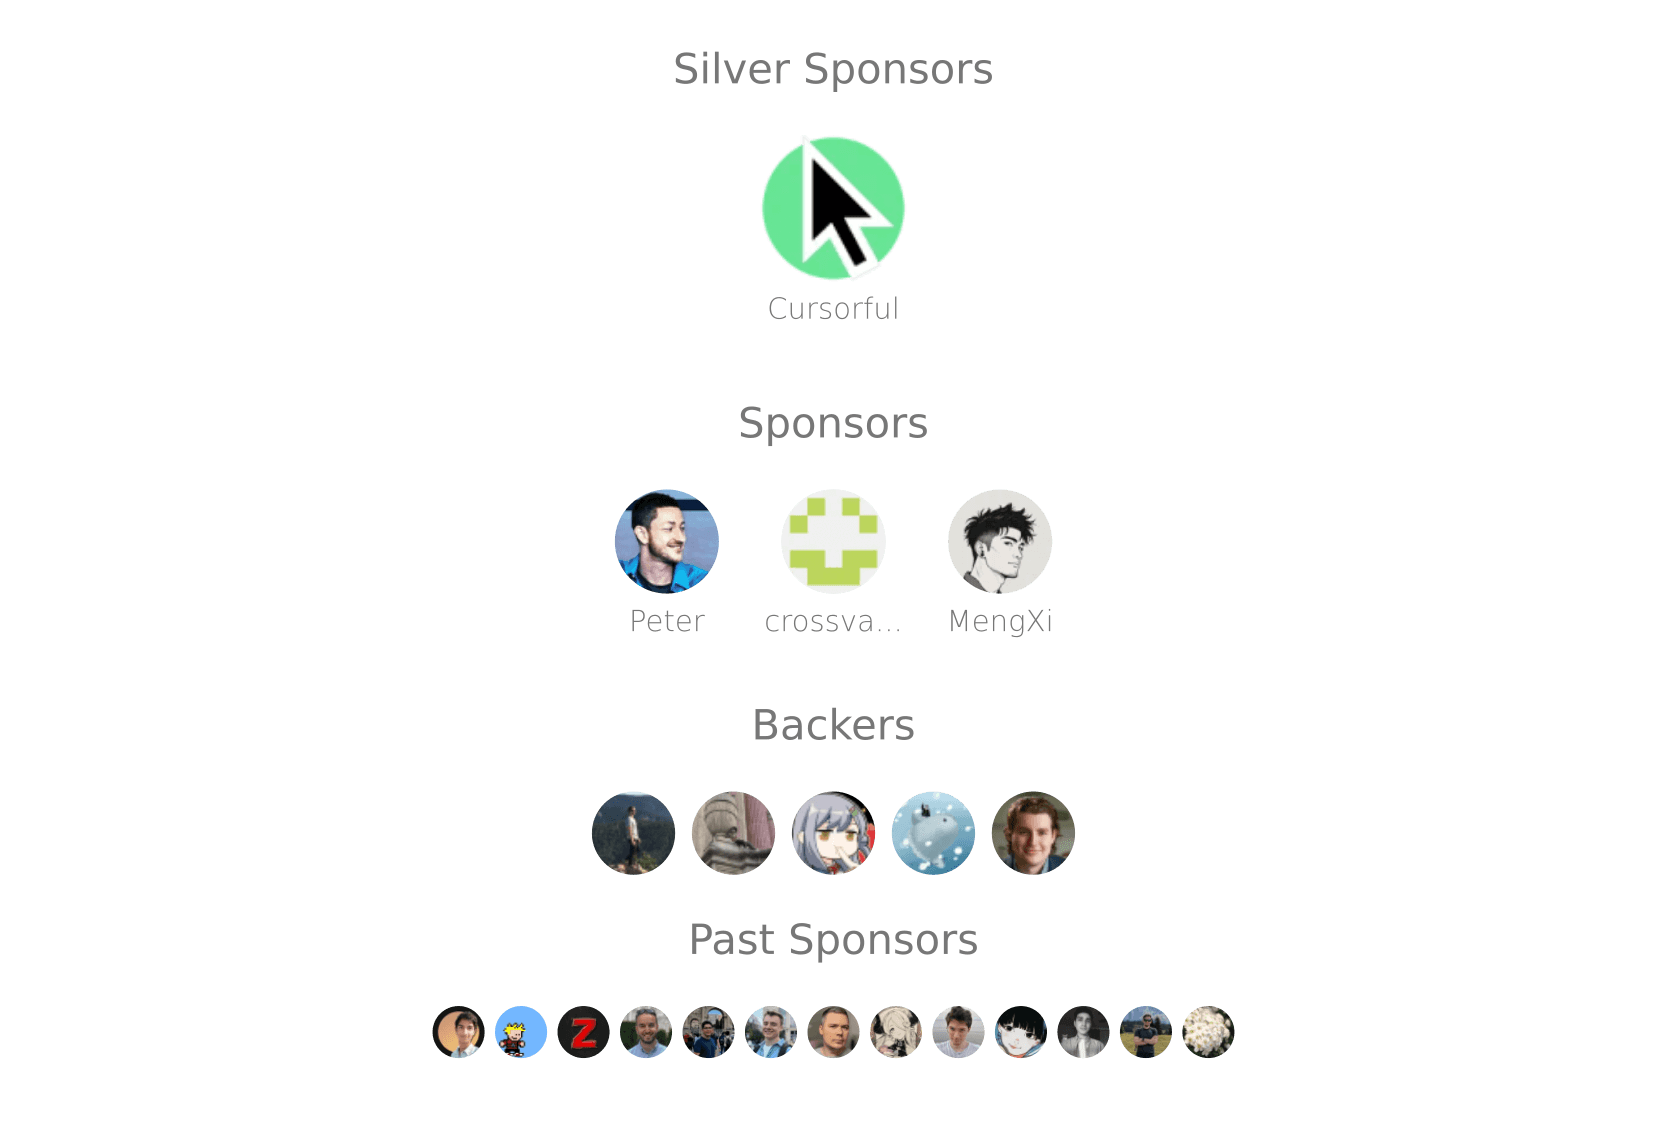 Silver Sponsors
Cursorful
Sponsors
Peter
crossva...
MengXi
Backers
Past Sponsors
Z